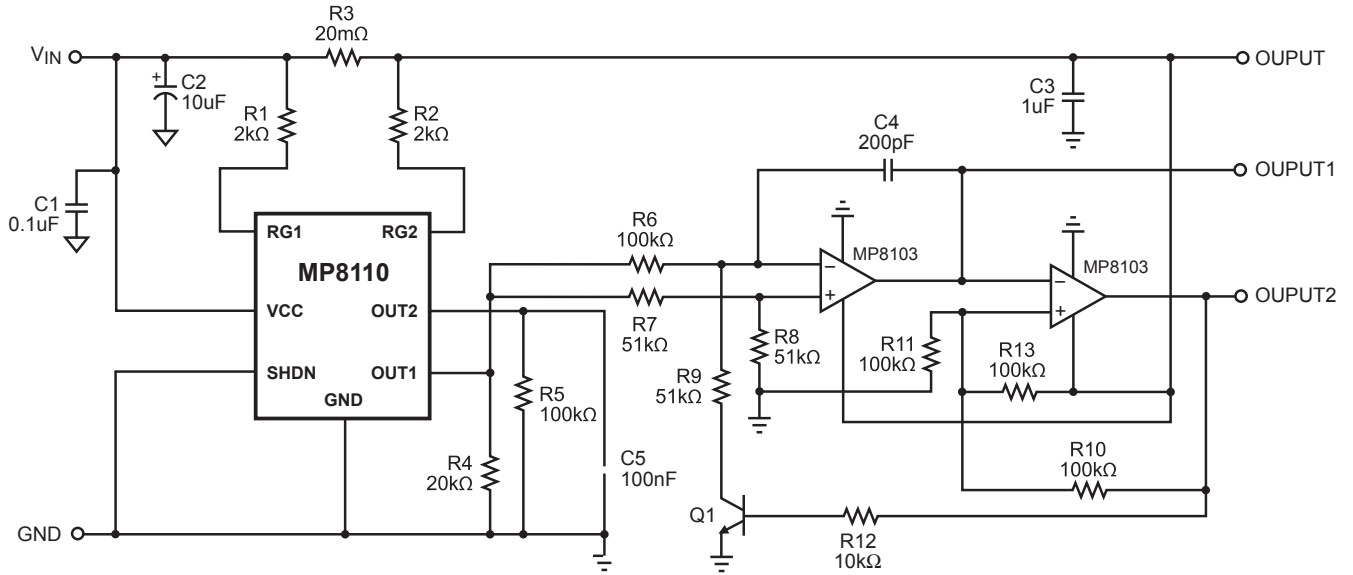 R3
20mΩ
VIN
OUPUT
C2
10uF
+
R1
2kΩ
R2
2kΩ
C3
1uF
C4
200pF
OUPUT1
C1
0.1uF
R6
100kΩ
RG1
RG2
MP8110
MP8103
MP8103
−
+
−
+
OUPUT2
VCC
OUT2
R7
51kΩ
R8
51kΩ
R11
100kΩ
R13
100kΩ
SHDN
OUT1
GND
R5
100kΩ
R9
51kΩ
R4
20kΩ
C5
100nF
R10
100kΩ
Q1
R12
10kΩ
GND